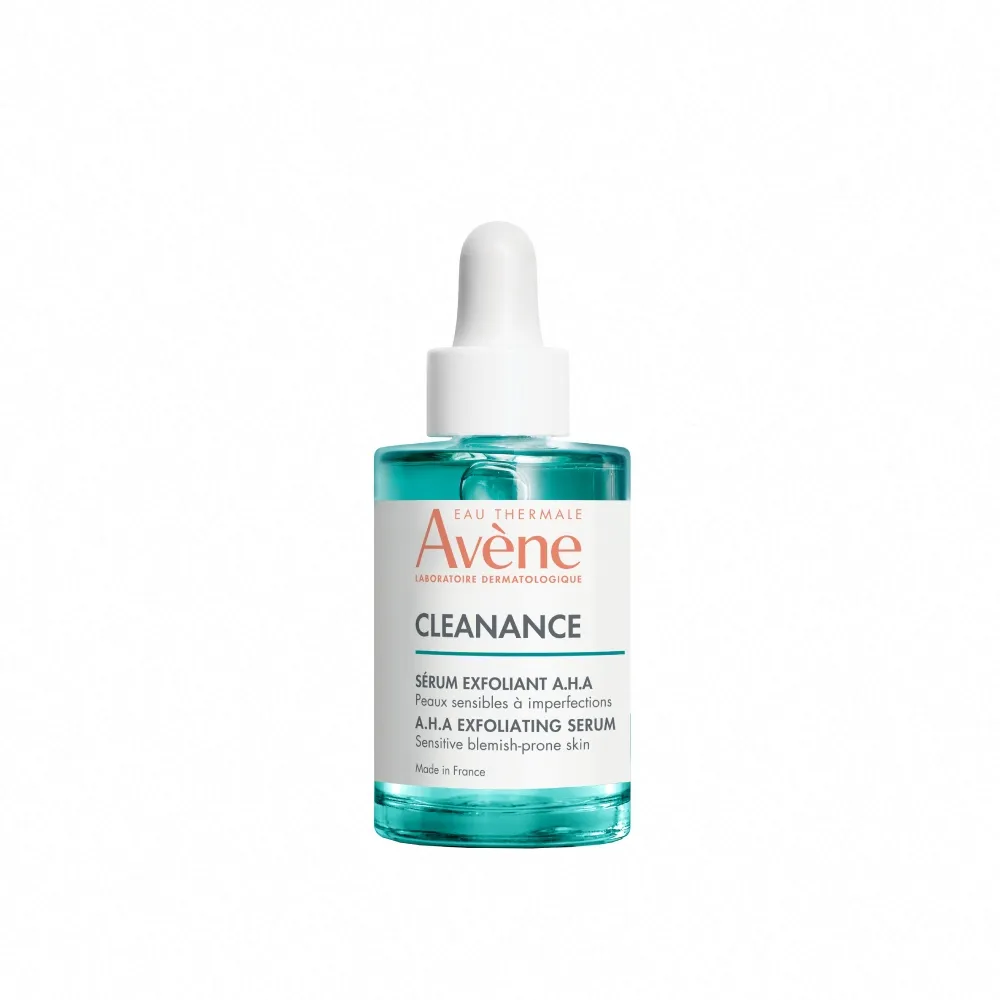 EAU THERMALE
Avène
LABORATOIRE DERMATOLOGIQUE
CLEANANCE
SÉRUM EXFOLIANT A.H.A
Peaux sensibles à imperfections
A.H.A EXFOLIATING SERUM
Sensitive blemish-prone skin
Made in France